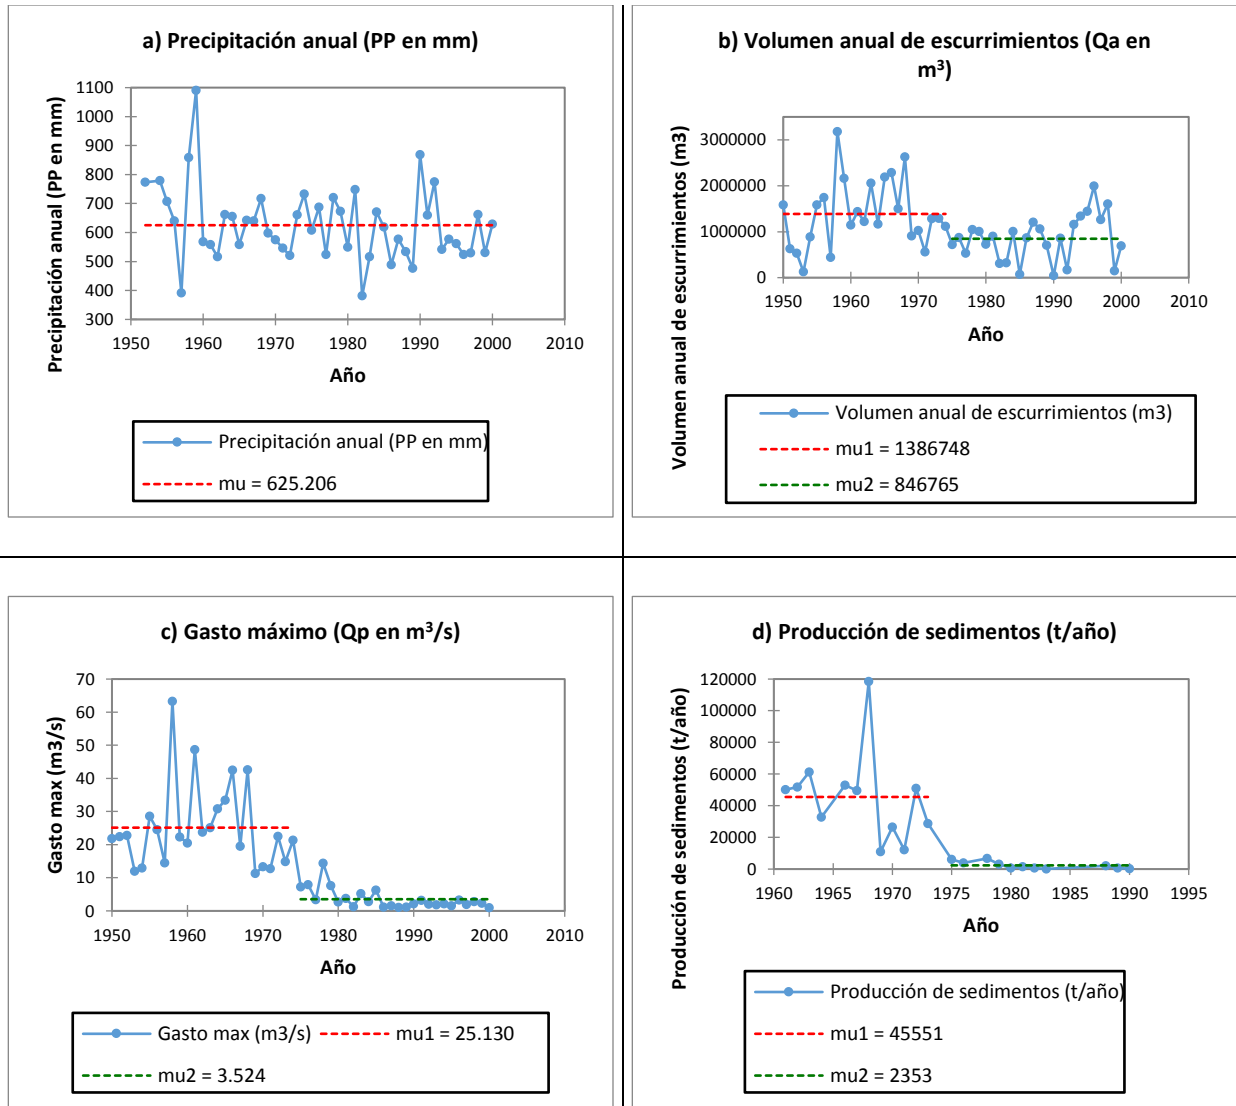 a) Precipitación anual (PP en mm)
Precipitación anual (PP en mm)
1100
1000
900
800
700
600
500
400
300
1950 1960 1970 1980 1990 2000 2010
Año
Precipitación anual (PP en mm)
mu = 625.206
b) Volumen anual de escurrimientos (Qa en
m³)
Volumen anual de escurrimientos (m3)
3000000
2000000
1000000
0
1950 1960 1970 1980 1990 2000 2010
Año
Volumen anual de escurrimientos (m3)
mu1 = 1386748
mu2 = 846765
c) Gasto máximo (Qp en m³/s)
Gasto max (m3/s)
70
60
50
40
30
20
10
0
1950 1960 1970 1980 1990 2000 2010
Año
Gasto max (m3/s) mu1 = 25.130
mu2 = 3.524
d) Producción de sedimentos (t/año)
Producción de sedimentos (t/año)
120000
100000
80000
60000
40000
20000
0
1960 1965 1970 1975 1980 1985 1990 1995
Año
Producción de sedimentos (t/año)
mu1 = 45551
mu2 = 2353